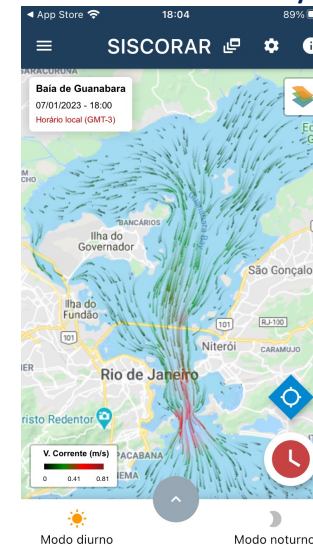 App Store
18:04
89%
SISCORAR
SARACURUNA
Baía de Guanabara
07/01/2023 - 18:00
Horário local (GMT-3)
BANCÁRIOS
Ilha do
Governador
São Gonçalo
Ilha do
Fundão
101
101
RJ-100
Niterói
CARAMUJO
Rio de Janeiro
risto Redentor
V. Corrente (m/s)
0 0.41 0.81
PACABANA
NEMA
Modo diurno
Modo noturno